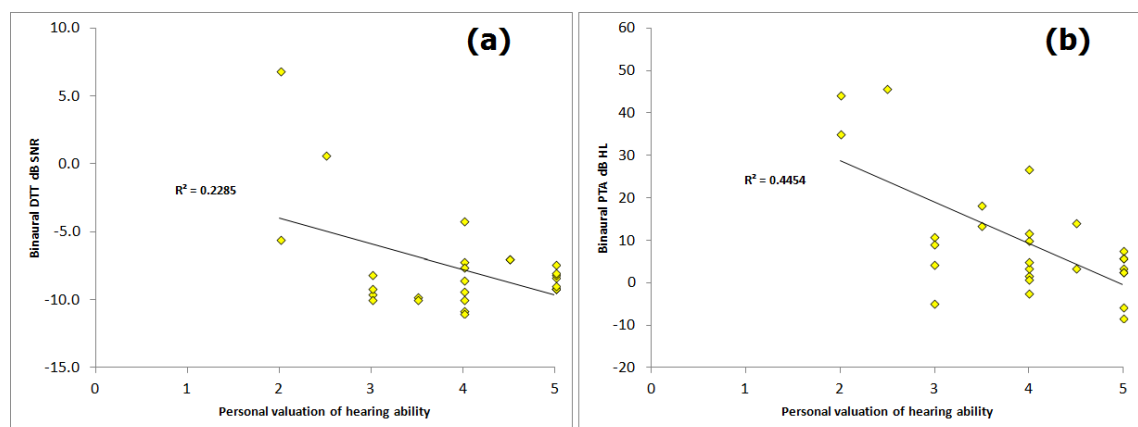 (a)
10.0
5.0
0.0
-5.0
-10.0
-15.0
Binaural DTT dB SNR
R² = 0.2285
0 1 2 3 4 5
Personal valuation of hearing ability
(b)
60
50
40
30
20
10
0
-10
-20
Binaural PTA dB HL
R² = 0.4454
0 1 2 3 4 5
Personal valuation of hearing ability